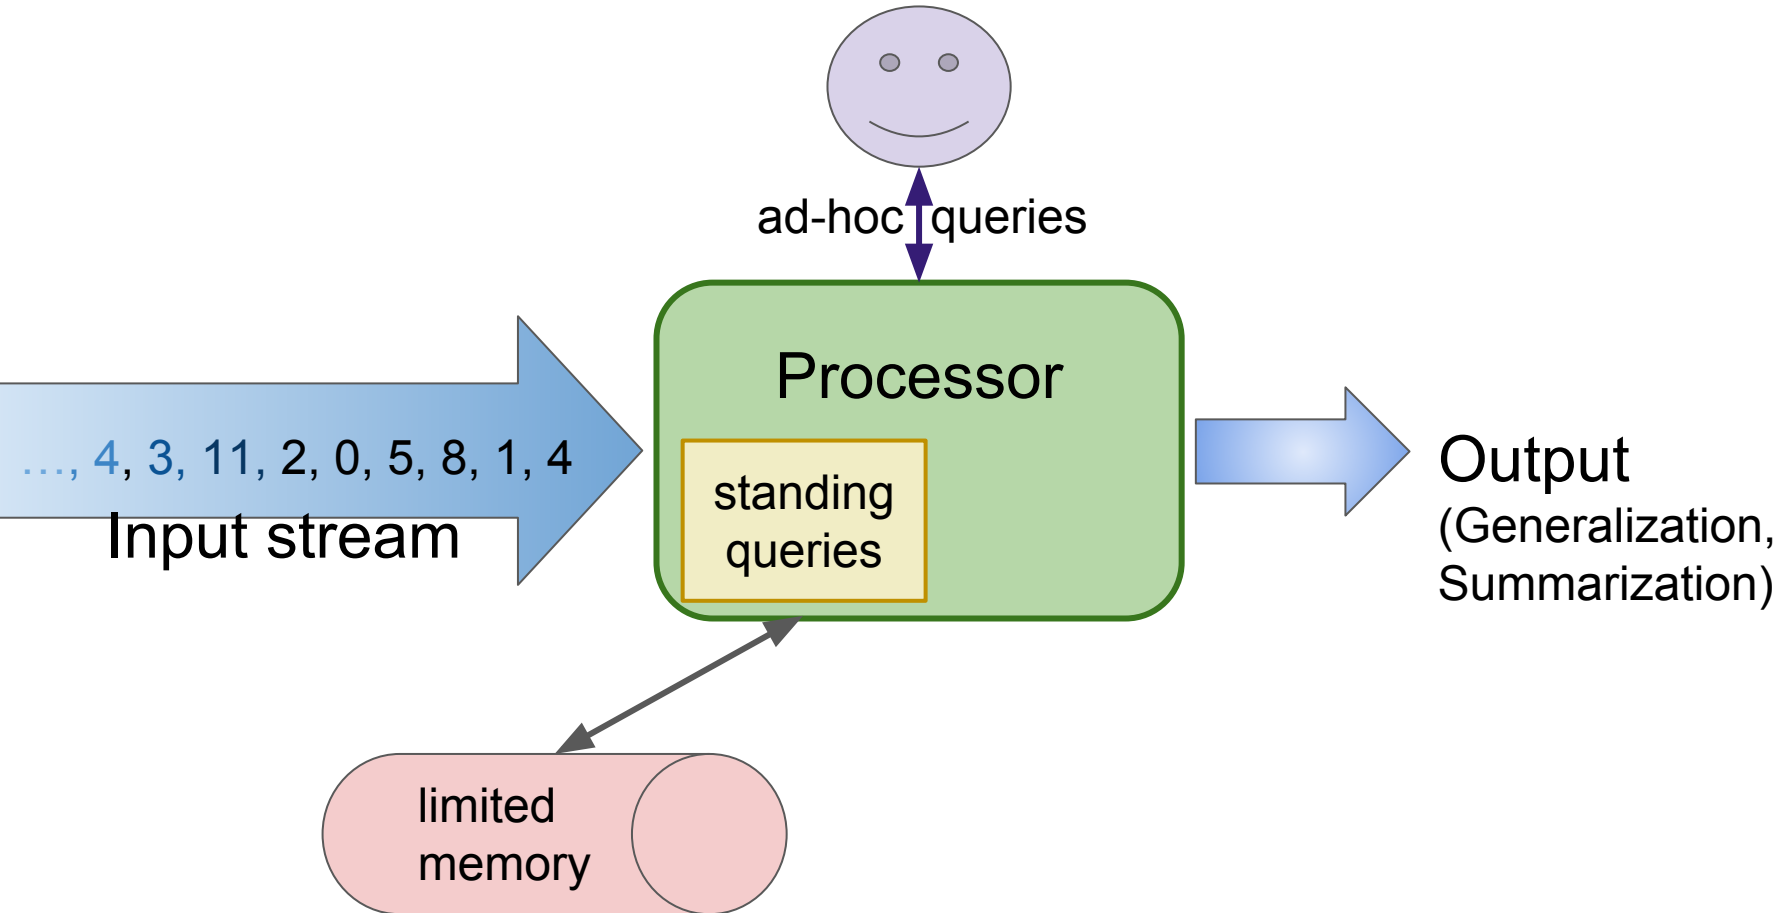 ad-hoc queries
Processor
…, 4, 3, 11, 2, 0, 5, 8, 1, 4
Input stream
standing
queries
Output
(Generalization,
Summarization)
limited
memory